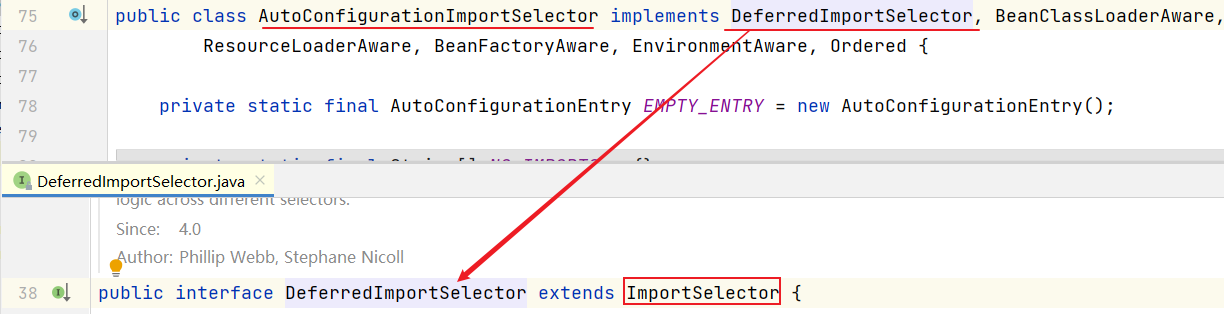 75 public class AutoConfigurationImportSelector implements DeferredImportSelector, BeanClassLoaderAware,
76 ResourceLoaderAware, BeanFactoryAware, EnvironmentAware, Ordered {
77
78 private static final AutoConfigurationEntry EMPTY_ENTRY = new AutoConfigurationEntry();
79
DeferredImportSelector.java
logic across different selectors.
Since: 4.0
Author: Phillip Webb, Stephane Nicoll
38 public interface DeferredImportSelector extends ImportSelector {